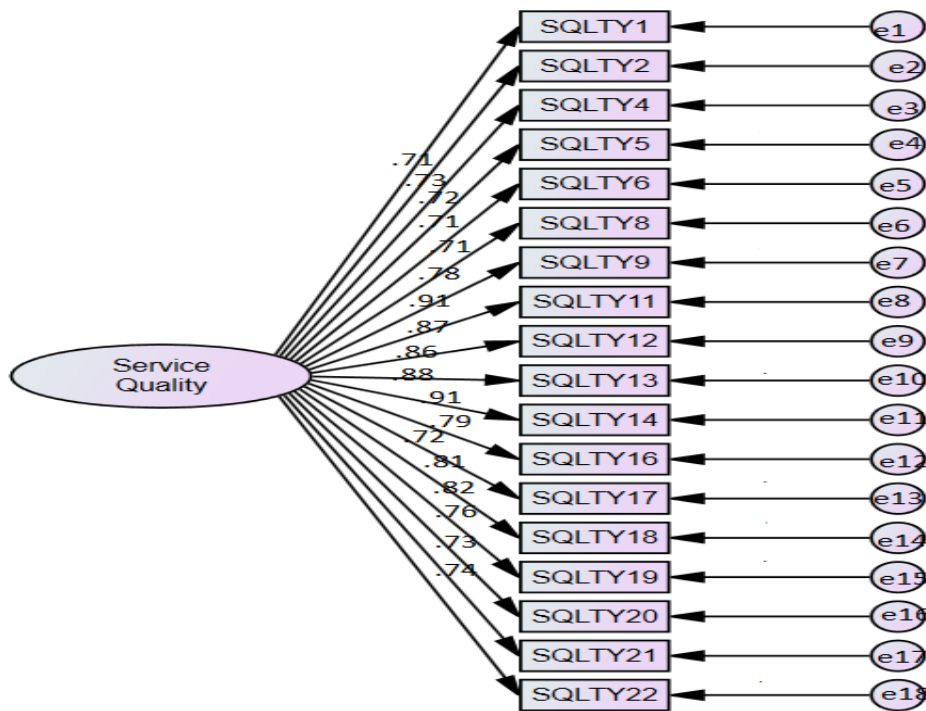 SQLTY1
e1
SQLTY2
e2
SQLTY4
e3
SQLTY5
e4
SQLTY6
e5
SQLTY8
e6
SQLTY9
e7
SQLTY11
e8
SQLTY12
e9
SQLTY13
e10
SQLTY14
e11
SQLTY16
e12
SQLTY17
e13
SQLTY18
e14
SQLTY19
e15
SQLTY20
e16
SQLTY21
e17
SQLTY22
e18
.71
.73
.72
.71
.71
.78
.91
.87
.86
.88
.91
.79
.72
.81
.82
.76
.73
.74
Service
Quality